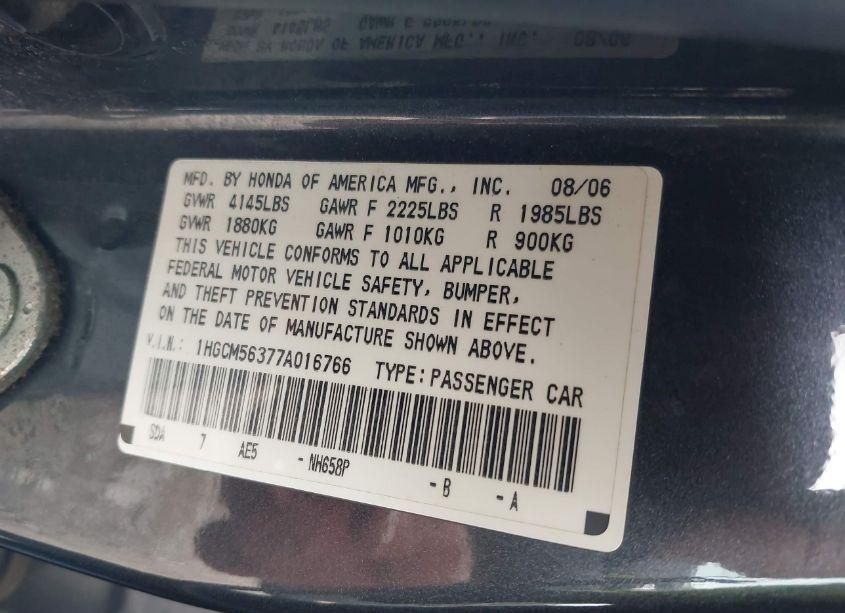 MFD. BY HONDA OF AMERICA MFG., INC. 08/06
GVWR 4145LBS GAWR F 2225LBS R 1985LBS
GVWR 1880KG GAWR F 1010KG R 900KG
THIS VEHICLE CONFORMS TO ALL APPLICABLE
FEDERAL MOTOR VEHICLE SAFETY, BUMPER,
AND THEFT PREVENTION STANDARDS IN EFFECT
ON THE DATE OF MANUFACTURE SHOWN ABOVE.
V.I.N.: 1HGCM56377A016766 TYPE: PASSENGER CAR
SDA 7 AE5 - NH658P - B - A